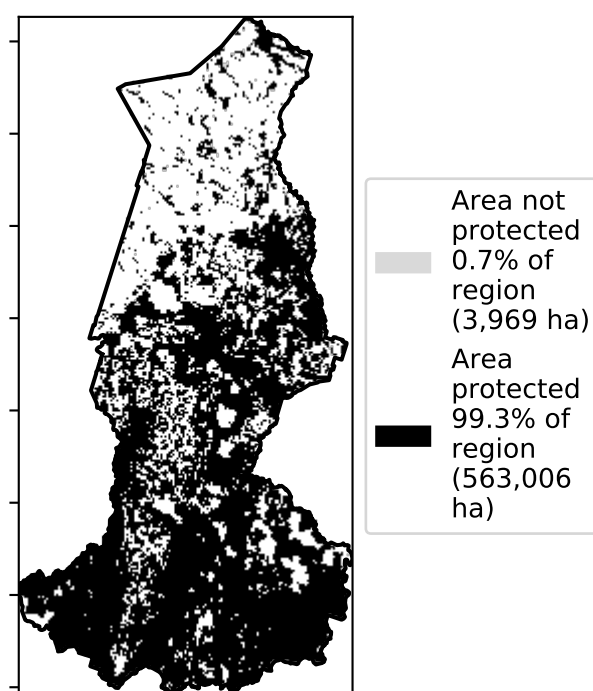 Area not
protected
0.7% of
region
(3,969 ha)
Area
protected
99.3% of
region
(563,006
ha)